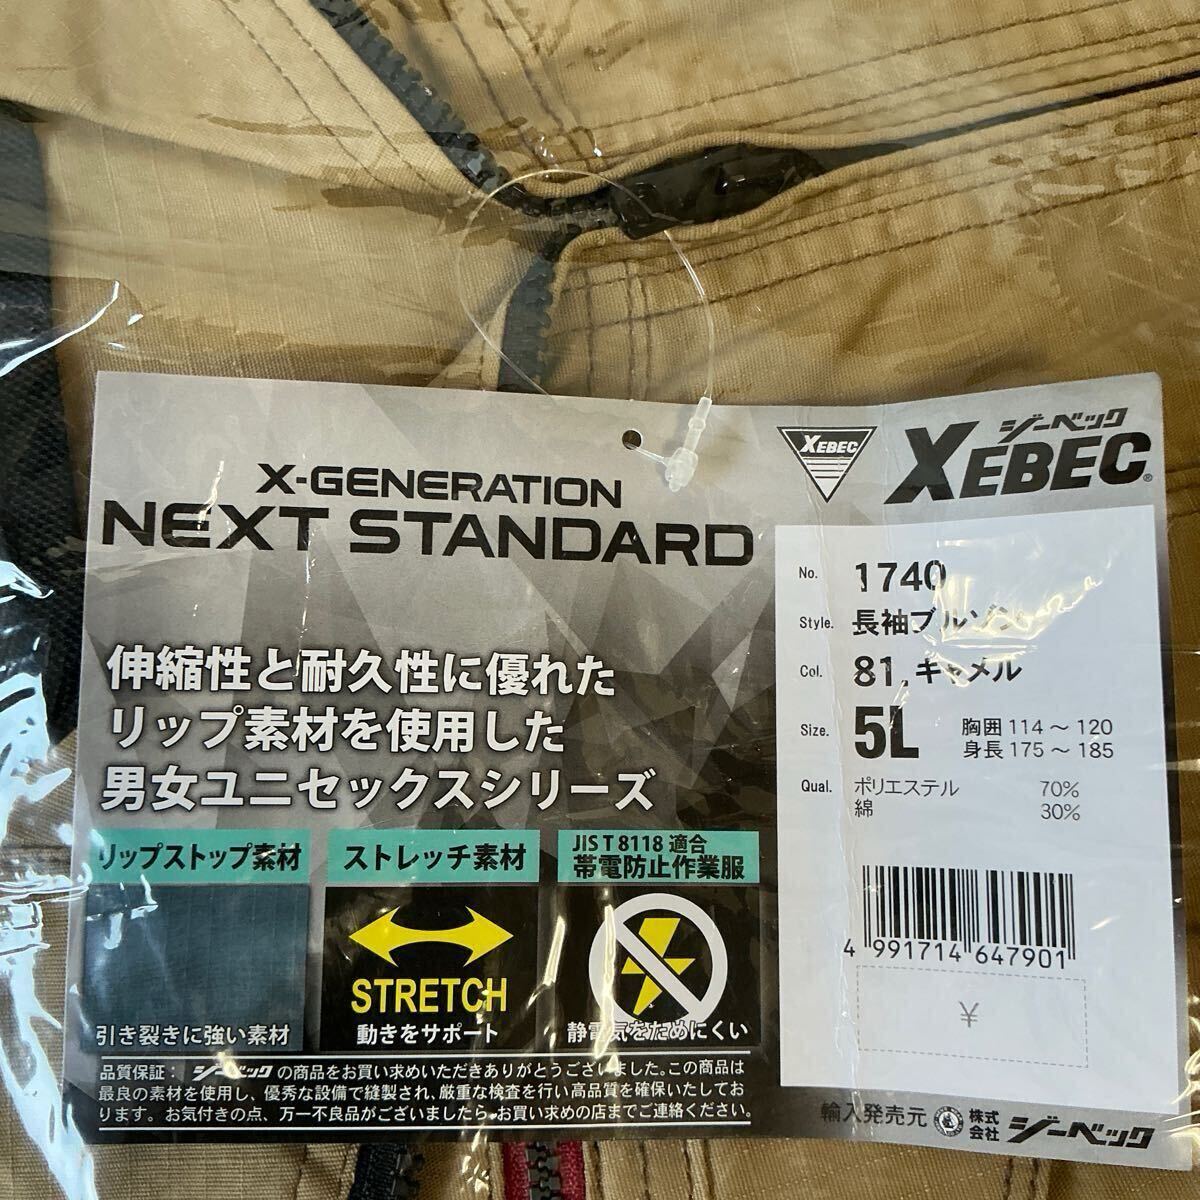 X-GENERATION
NEXT STANDARD
伸縮性と耐久性に優れた
リップ素材を使用した
男女ユニセックスシリーズ
リップストップ素材
引き裂きに強い素材
ストレッチ素材
STRETCH
動きをサポート
JIS T 8118 適合
帯電防止作業服
静電気をためにくい
品質保証: ジーベックの商品をお買い求めいただきありがとうございました。この商品は
最良の素材を使用し、優秀な設備で縫製され、厳重な検査を行い高品質を確保いたしてお
ります。お気付きの点、万一不良品がございましたら、お買い求めの店までご連絡ください。
XEBEC
ジーベック
XEBEC®
No. 1740
Style. 長袖ブルゾン
Col. 81.キャメル
Size. 5L 胸囲 114～120
身長 175～185
Qual. ポリエステル 70%
綿 30%
4 991714 647901
¥
輸入発売元 株式会社 ジーベック